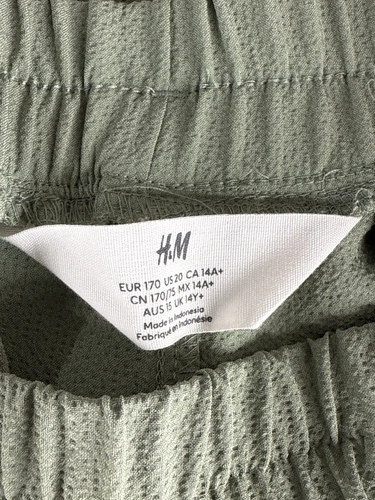 H&M
EUR 170 US 20 CA 14A+
CN 170/75 MX 14A+
AUS 15 UK 14Y+
Made in Indonesia
Fabriqué en Indonésie